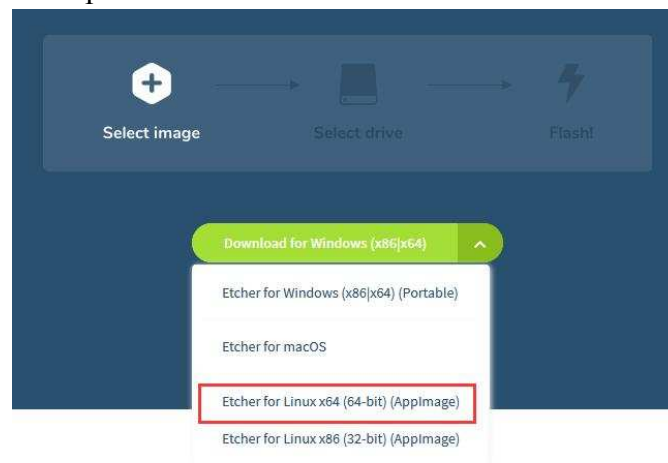 Select image
Select drive
Flash!
Download for Windows (x86|x64)
Etcher for Windows (x86|x64) (Portable)
Etcher for macOS
Etcher for Linux x64 (64-bit) (AppImage)
Etcher for Linux x86 (32-bit) (AppImage)